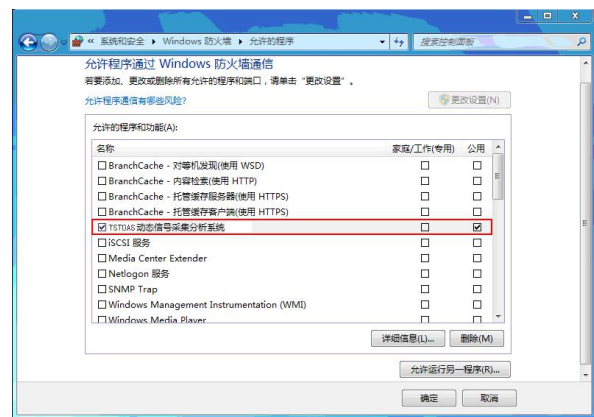 « 系统和安全 ▸ Windows 防火墙 ▸ 允许的程序
搜索控制面板
允许程序通过 Windows 防火墙通信
若要添加、更改或删除所有允许的程序和端口，请单击“更改设置”。
允许程序通信有哪些风险?
更改设置(N)
允许的程序和功能(A):
名称 家庭/工作(专用) 公用
BranchCache - 对等机发现(使用 WSD)
BranchCache - 内容检索(使用 HTTP)
BranchCache - 托管缓存服务器(使用 HTTPS)
BranchCache - 托管缓存客户端(使用 HTTPS)
TSTDAS动态信号采集分析系统
iSCSI 服务
Media Center Extender
Netlogon 服务
SNMP Trap
Windows Management Instrumentation (WMI)
Windows Media Player
详细信息(L)... 删除(M)
允许运行另一程序(R)...
确定 取消